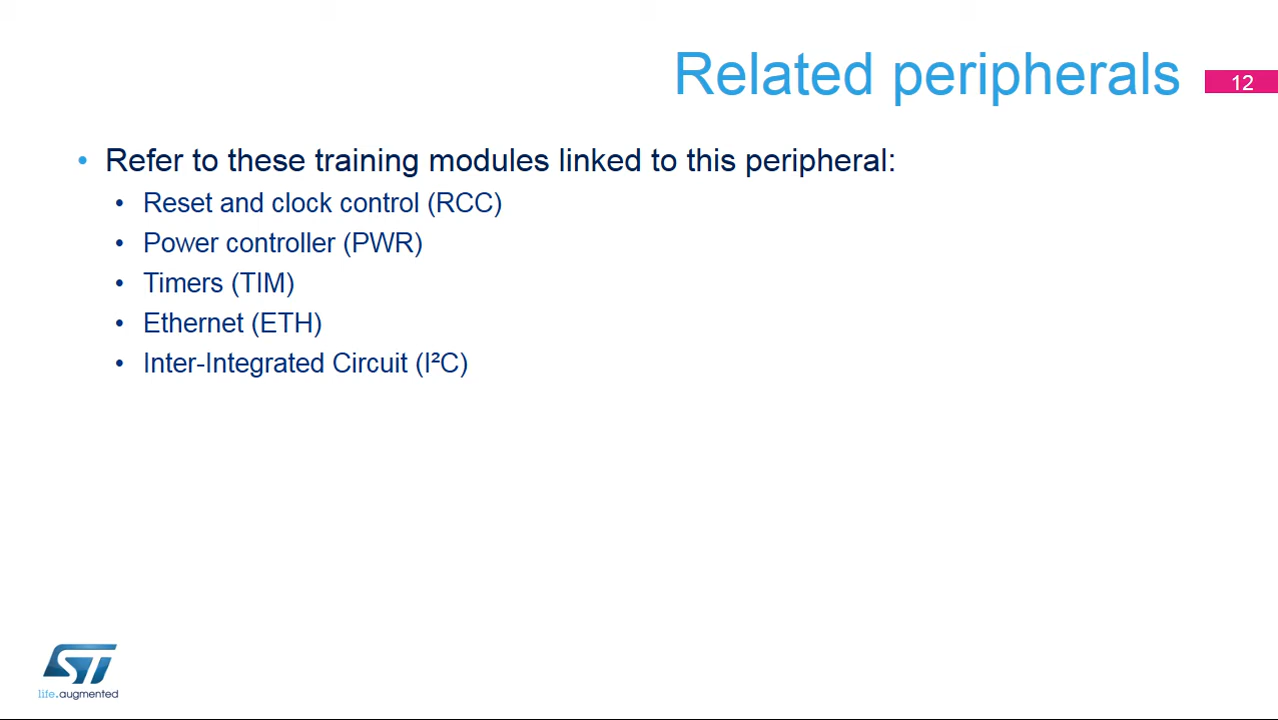 Related peripherals
12
• Refer to these training modules linked to this peripheral:
• Reset and clock control (RCC)
• Power controller (PWR)
• Timers (TIM)
• Ethernet (ETH)
• Inter-Integrated Circuit (I²C)
ST
life.augmented